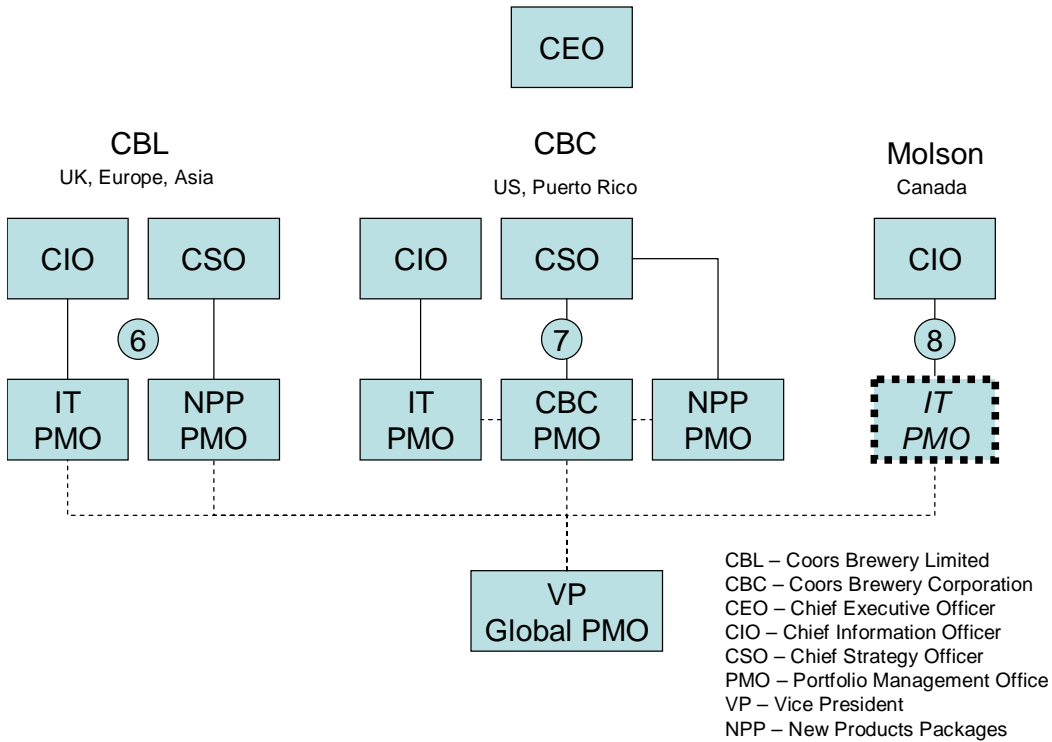 CEO
CBL
UK, Europe, Asia
CBC
US, Puerto Rico
Molson
Canada
CIO
CSO
CIO
CSO
CIO
6
7
8
IT
PMO
NPP
PMO
IT
PMO
CBC
PMO
NPP
PMO
IT
PMO
VP
Global PMO
CBL – Coors Brewery Limited
CBC – Coors Brewery Corporation
CEO – Chief Executive Officer
CIO – Chief Information Officer
CSO – Chief Strategy Officer
PMO – Portfolio Management Office
VP – Vice President
NPP – New Products Packages